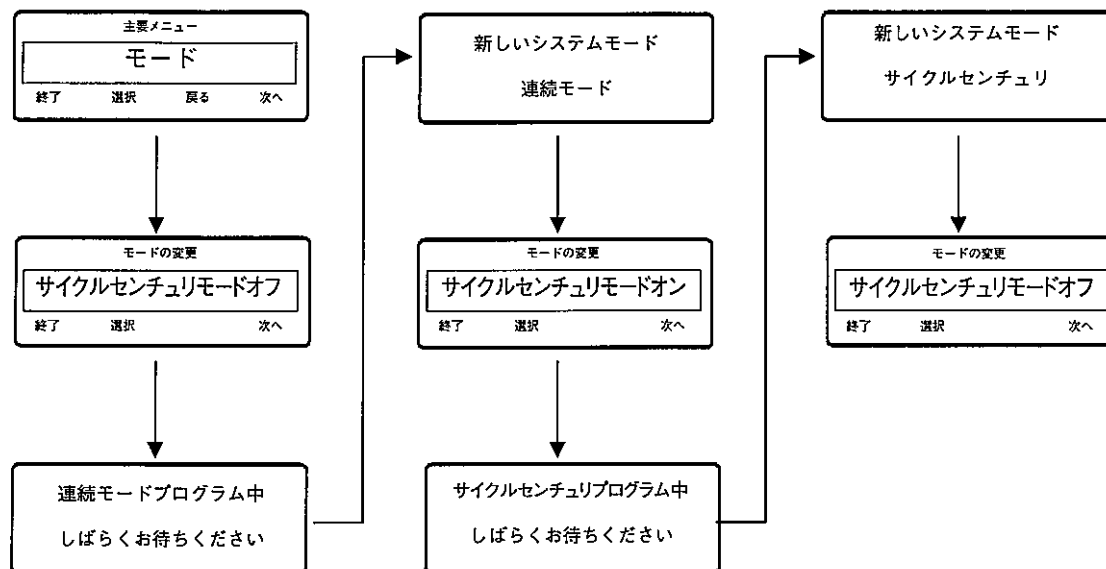 主要メニュー
モード
終了 選択 戻る 次へ
モードの変更
サイクルセンチュリモードオフ
終了 選択 次へ
連続モードプログラム中
しばらくお待ちください
新しいシステムモード
連続モード
モードの変更
サイクルセンチュリモードオン
終了 選択 次へ
サイクルセンチュリプログラム中
しばらくお待ちください
新しいシステムモード
サイクルセンチュリ
モードの変更
サイクルセンチュリモードオフ
終了 選択 次へ